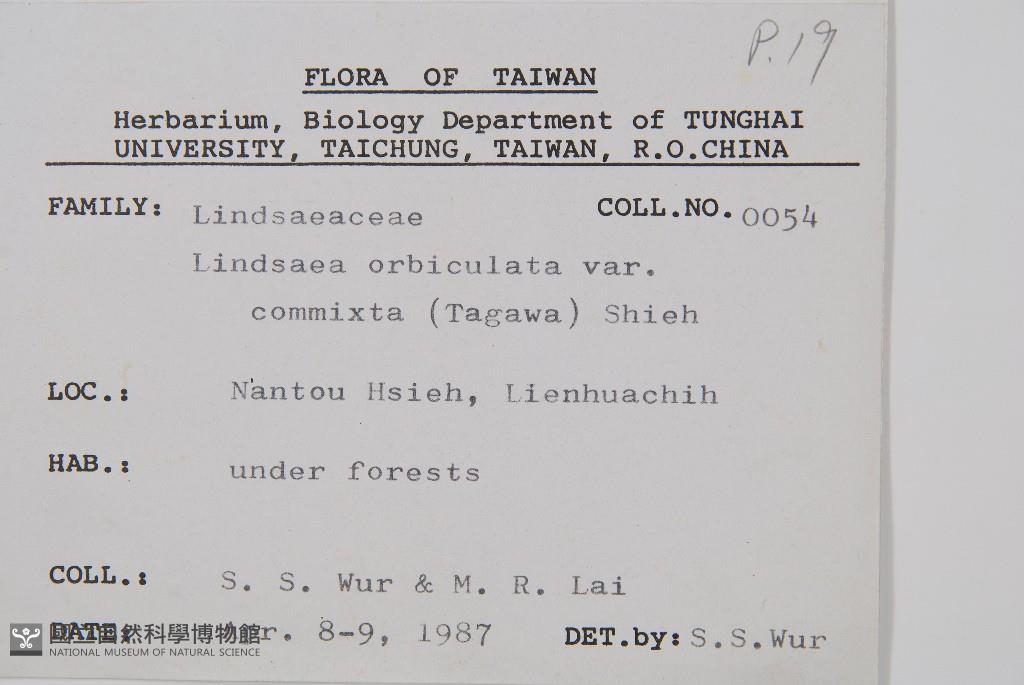 P.19
FLORA OF TAIWAN
Herbarium, Biology Department of TUNGHAI
UNIVERSITY, TAICHUNG, TAIWAN, R.O.CHINA
FAMILY: Lindsaeaceae COLL.NO. 0054
Lindsaea orbiculata var.
commixta (Tagawa) Shieh
LOC.: Nantou Hsieh, Lienhuachih
HAB.: under forests
COLL.: S. S. Wur & M. R. Lai
DATE: 8-9, 1987 DET.by: S.S.Wur
國立自然科學博物館
NATIONAL MUSEUM OF NATURAL SCIENCE